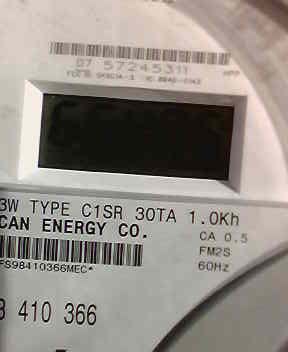 07 57245311
3W TYPE C1SR 30TA 1.0Kh
CAN ENERGY CO.
CA 0.5
FM2S
60Hz
FS98410366MEC*
410 366